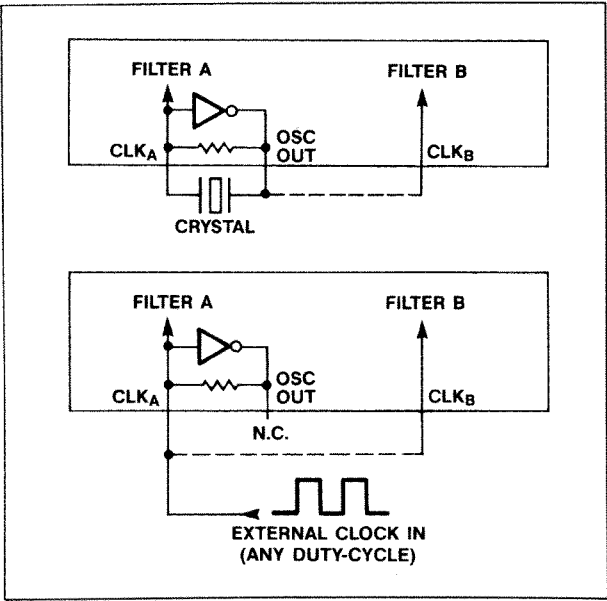 FILTER A
FILTER B
CLKA
OSC
OUT
CLKB
CRYSTAL
FILTER A
FILTER B
CLKA
OSC
OUT
CLKB
N.C.
EXTERNAL CLOCK IN
(ANY DUTY-CYCLE)